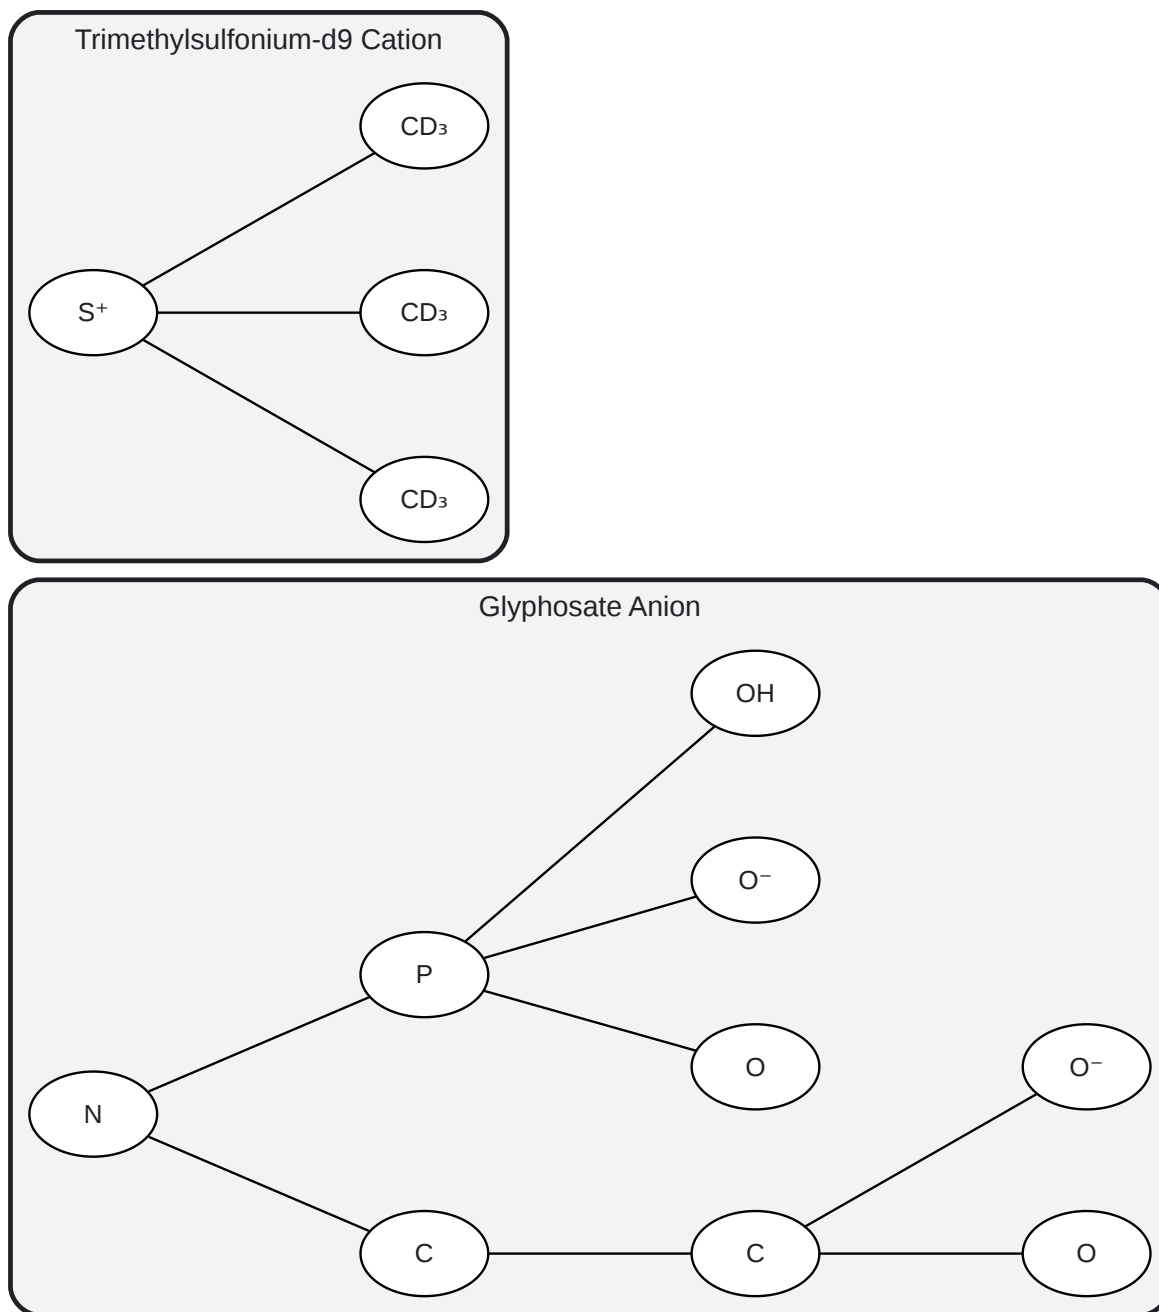 Trimethylsulfonium-d9 Cation
CD₃
S⁺
CD₃
CD₃
Glyphosate Anion
OH
O⁻
P
O
O⁻
N
C
C
O